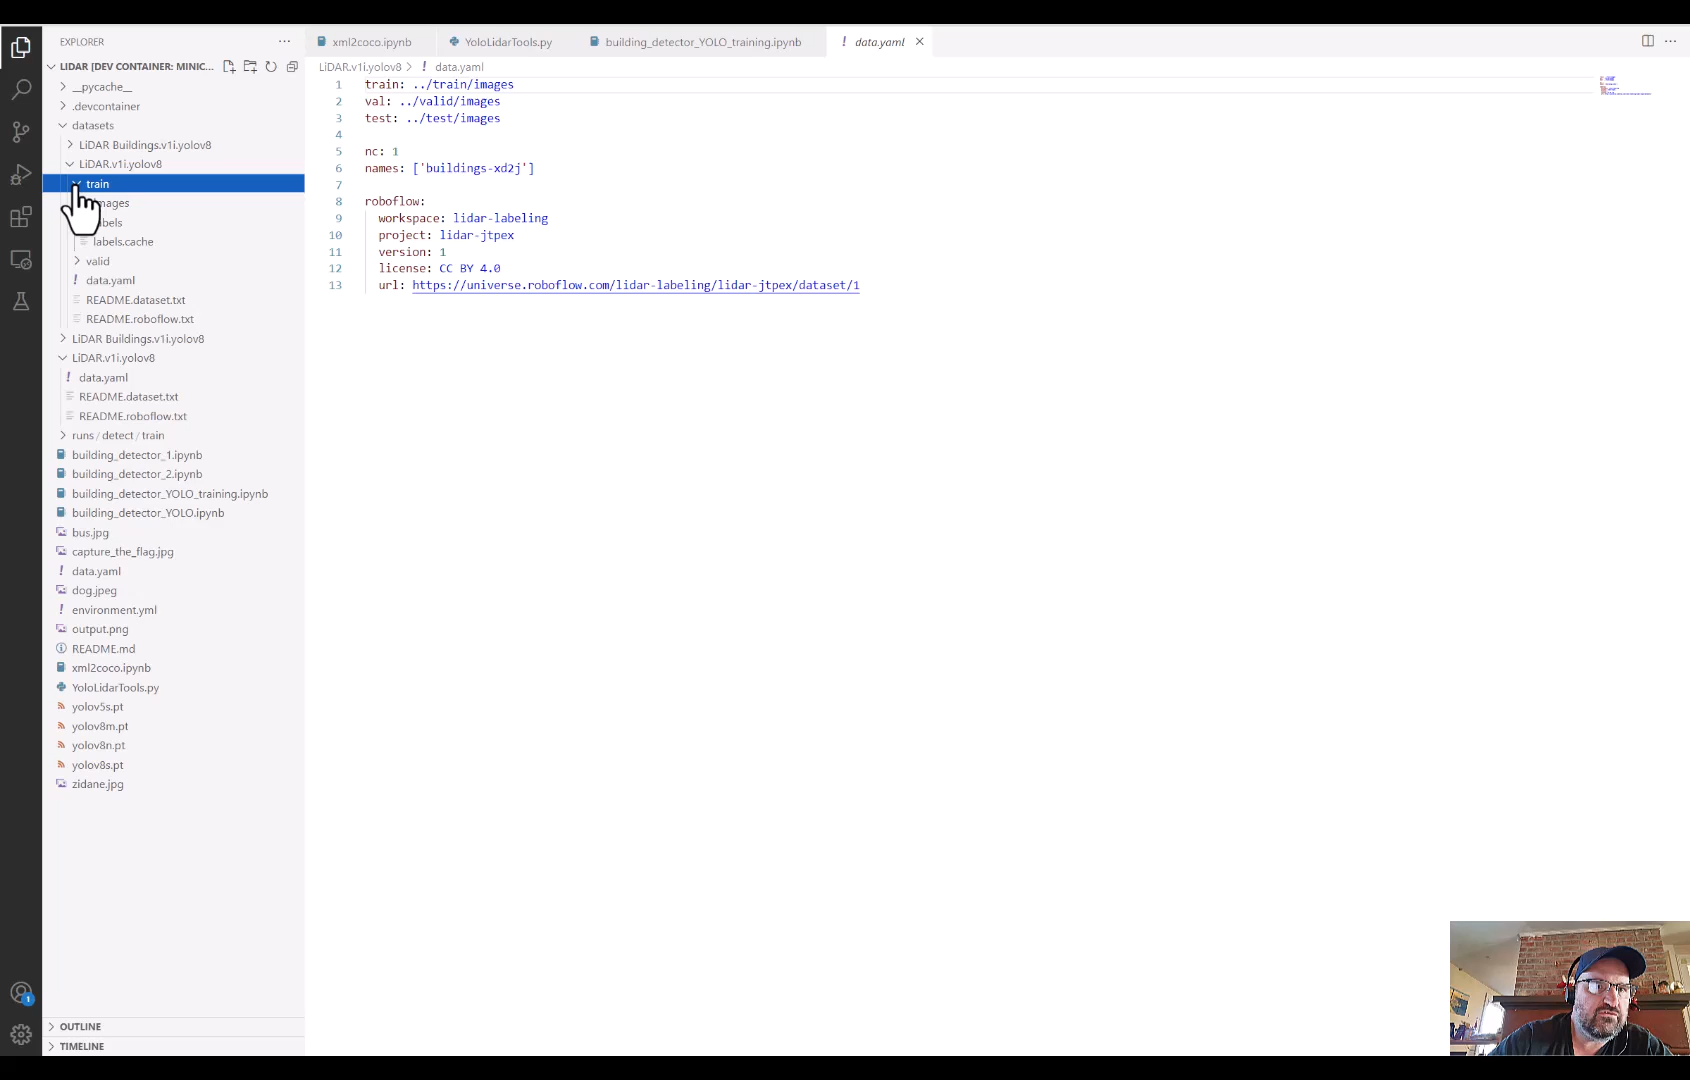 EXPLORER
xml2coco.ipynb
YoloLidarTools.py
building_detector_YOLO_training.ipynb
data.yaml
LIDAR [DEV CONTAINER: MINIC...
LiDAR.v1i.yolov8 > data.yaml
__pycache__
.devcontainer
datasets
LiDAR Buildings.v1i.yolov8
LiDAR.v1i.yolov8
train
images
labels
labels.cache
valid
data.yaml
README.dataset.txt
README.roboflow.txt
LiDAR Buildings.v1i.yolov8
LiDAR.v1i.yolov8
data.yaml
README.dataset.txt
README.roboflow.txt
runs / detect / train
building_detector_1.ipynb
building_detector_2.ipynb
building_detector_YOLO_training.ipynb
building_detector_YOLO.ipynb
bus.jpg
capture_the_flag.jpg
data.yaml
dog.jpeg
environment.yml
output.png
README.md
xml2coco.ipynb
YoloLidarTools.py
yolov5s.pt
yolov8m.pt
yolov8n.pt
yolov8s.pt
zidane.jpg
OUTLINE
TIMELINE
1
1 train: ../train/images
2 val: ../valid/images
3 test: ../test/images
4
5 nc: 1
6 names: ['buildings-xd2j']
7
8 roboflow:
9 workspace: lidar-labeling
10 project: lidar-jtpex
11 version: 1
12 license: CC BY 4.0
13 url: https://universe.roboflow.com/lidar-labeling/lidar-jtpex/dataset/1